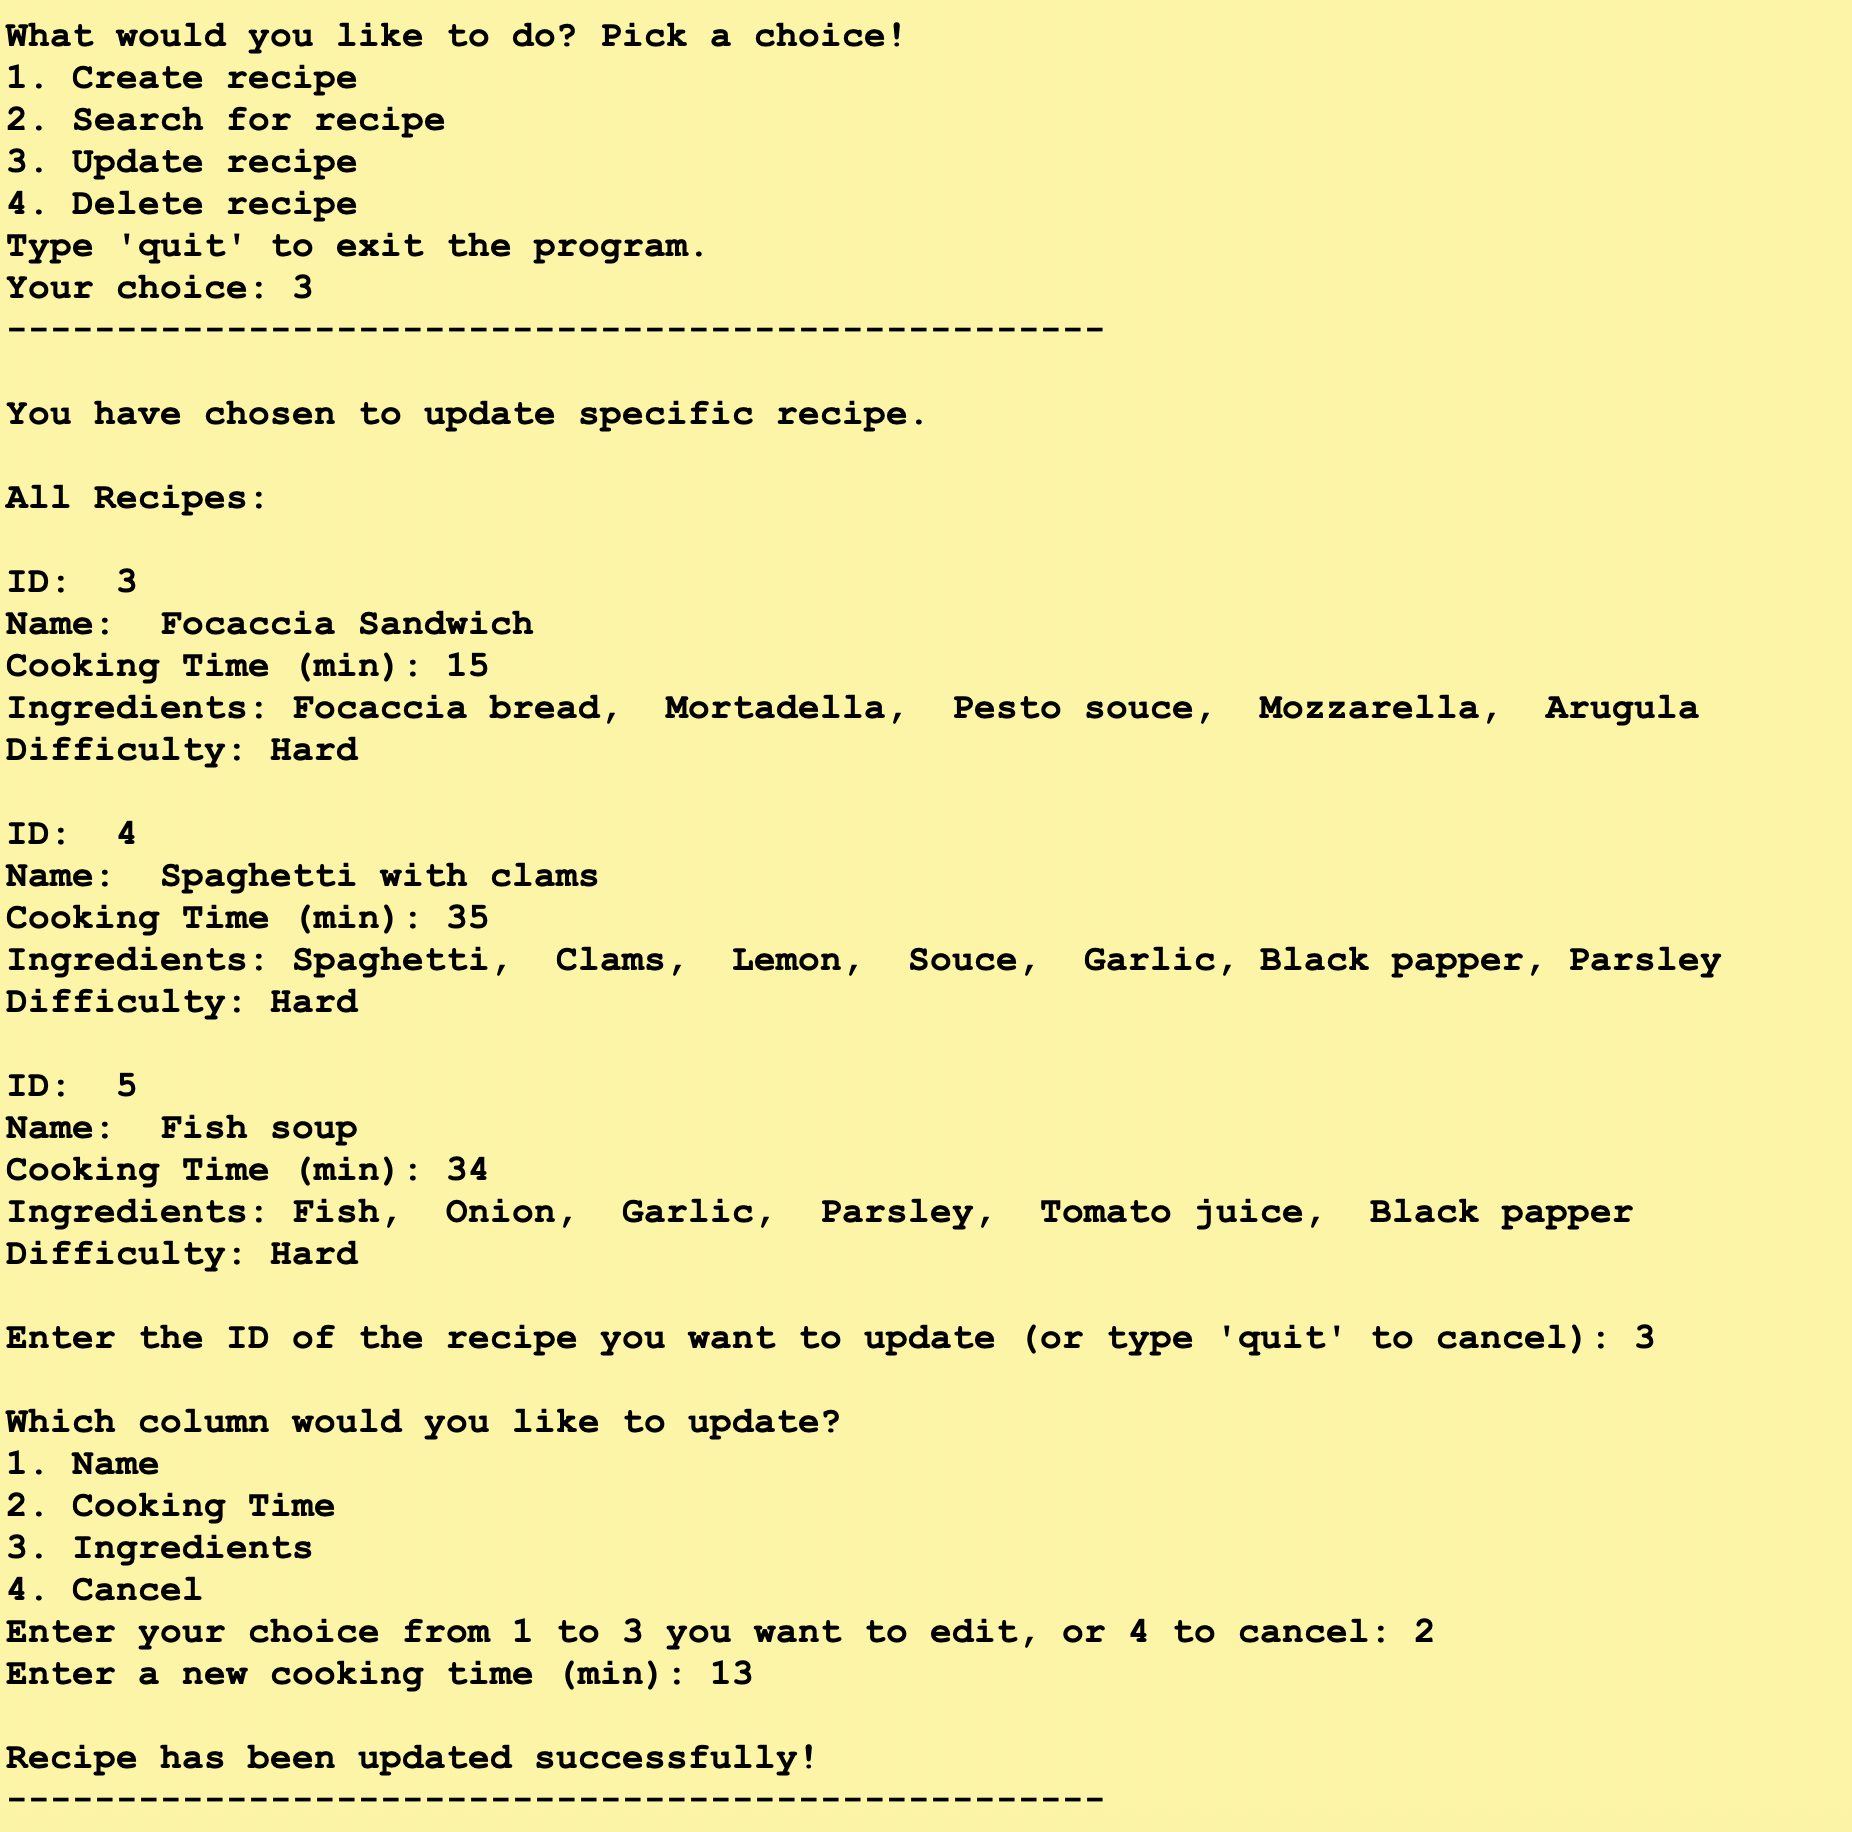 What would you like to do? Pick a choice!
1. Create recipe
2. Search for recipe
3. Update recipe
4. Delete recipe
Type 'quit' to exit the program.
Your choice: 3
--------------------------------------------------
You have chosen to update specific recipe.
All Recipes:
ID:  3
Name:  Focaccia Sandwich
Cooking Time (min): 15
Ingredients: Focaccia bread,  Mortadella,  Pesto souce,  Mozzarella,  Arugula
Difficulty: Hard
ID:  4
Name:  Spaghetti with clams
Cooking Time (min): 35
Ingredients: Spaghetti,  Clams,  Lemon,  Souce,  Garlic, Black papper, Parsley
Difficulty: Hard
ID:  5
Name:  Fish soup
Cooking Time (min): 34
Ingredients: Fish,  Onion,  Garlic,  Parsley,  Tomato juice,  Black papper
Difficulty: Hard
Enter the ID of the recipe you want to update (or type 'quit' to cancel): 3
Which column would you like to update?
1. Name
2. Cooking Time
3. Ingredients
4. Cancel
Enter your choice from 1 to 3 you want to edit, or 4 to cancel: 2
Enter a new cooking time (min): 13
Recipe has been updated successfully!
--------------------------------------------------